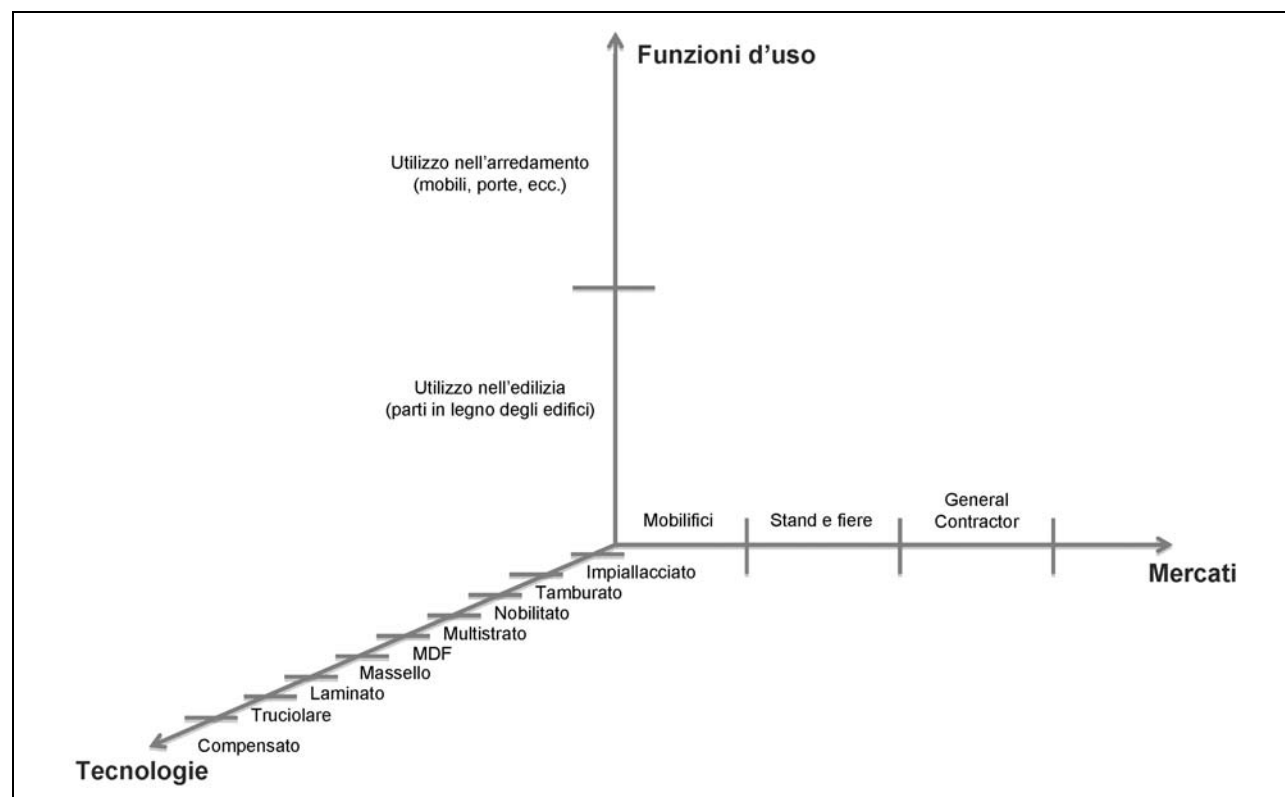 Funzioni d’uso
Utilizzo nell’arredamento
(mobili, porte, ecc.)
Utilizzo nell’edilizia
(parti in legno degli edifici)
Mobilifici
Stand e fiere
General
Contractor
Mercati
Impiallacciato
Tamburato
Nobilitato
Multistrato
MDF
Massello
Laminato
Truciolare
Compensato
Tecnologie